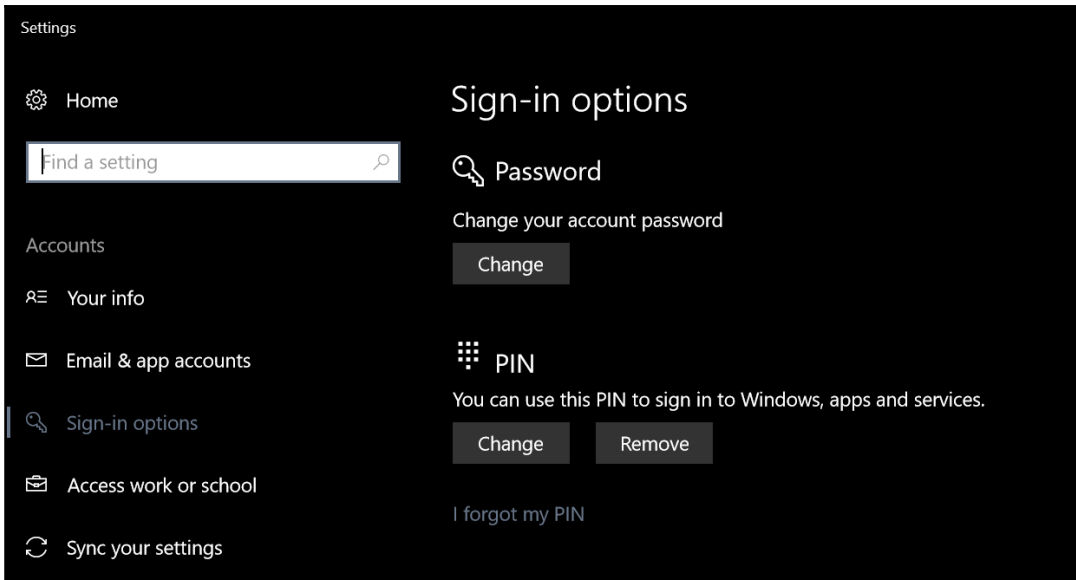 Settings
Home
Find a setting
Accounts
Your info
Email & app accounts
Sign-in options
Access work or school
Sync your settings
Sign-in options
Password
Change your account password
Change
PIN
You can use this PIN to sign in to Windows, apps and services.
Change Remove
I forgot my PIN